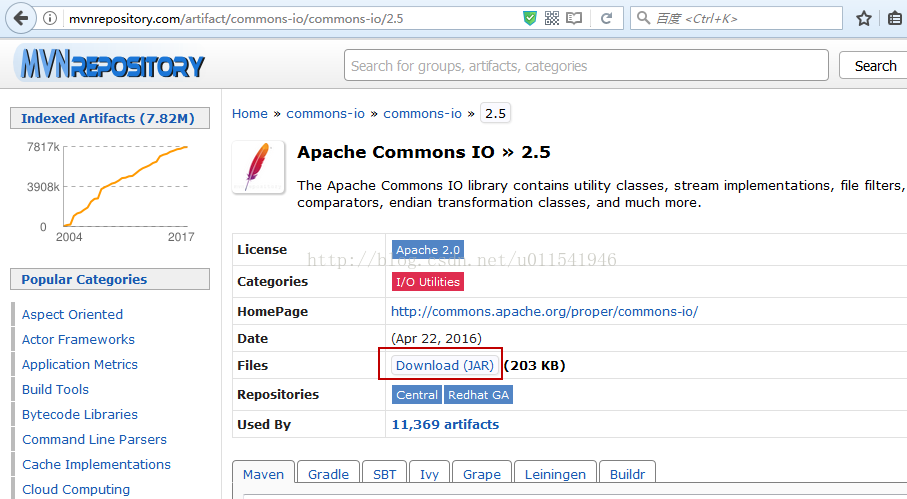 mvnrepository.com/artifact/commons-io/commons-io/2.5
百度 <Ctrl+K>
MVNREPOSITORY
Search for groups, artifacts, categories
Search
Indexed Artifacts (7.82M)
7817k
3908k
0
2004 2017
Popular Categories
Aspect Oriented
Actor Frameworks
Application Metrics
Build Tools
Bytecode Libraries
Command Line Parsers
Cache Implementations
Cloud Computing
Home » commons-io » commons-io » 2.5
Apache Commons IO » 2.5
The Apache Commons IO library contains utility classes, stream implementations, file filters,
comparators, endian transformation classes, and much more.
License Apache 2.0
http://blog.csdn.net/u011541946
Categories I/O Utilities
HomePage http://commons.apache.org/proper/commons-io/
Date (Apr 22, 2016)
Files Download (JAR) (203 KB)
Repositories Central Redhat GA
Used By 11,369 artifacts
Maven Gradle SBT Ivy Grape Leiningen Buildr